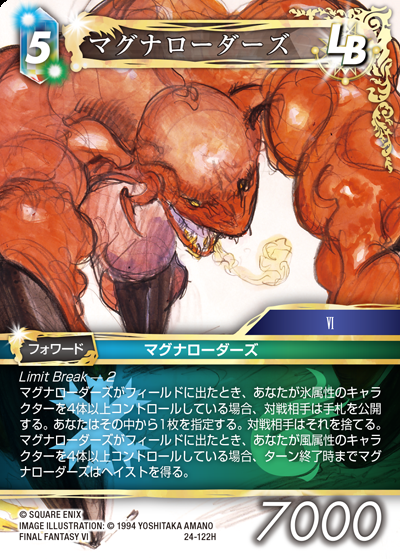 5
マグナローダーズ
LB
VI
フォワード
マグナローダーズ
Limit Break -- 2
マグナローダーズがフィールドに出たとき、あなたが氷属性のキャラ
クターを4体以上コントロールしている場合、対戦相手は手札を公開
する。あなたはその中から1枚を指定する。対戦相手はそれを捨てる。
マグナローダーズがフィールドに出たとき、あなたが風属性のキャラ
クターを4体以上コントロールしている場合、ターン終了時までマグ
ナローダーズはヘイストを得る。
© SQUARE ENIX
IMAGE ILLUSTRATION: © 1994 YOSHITAKA AMANO
FINAL FANTASY VI
24-122H
7000